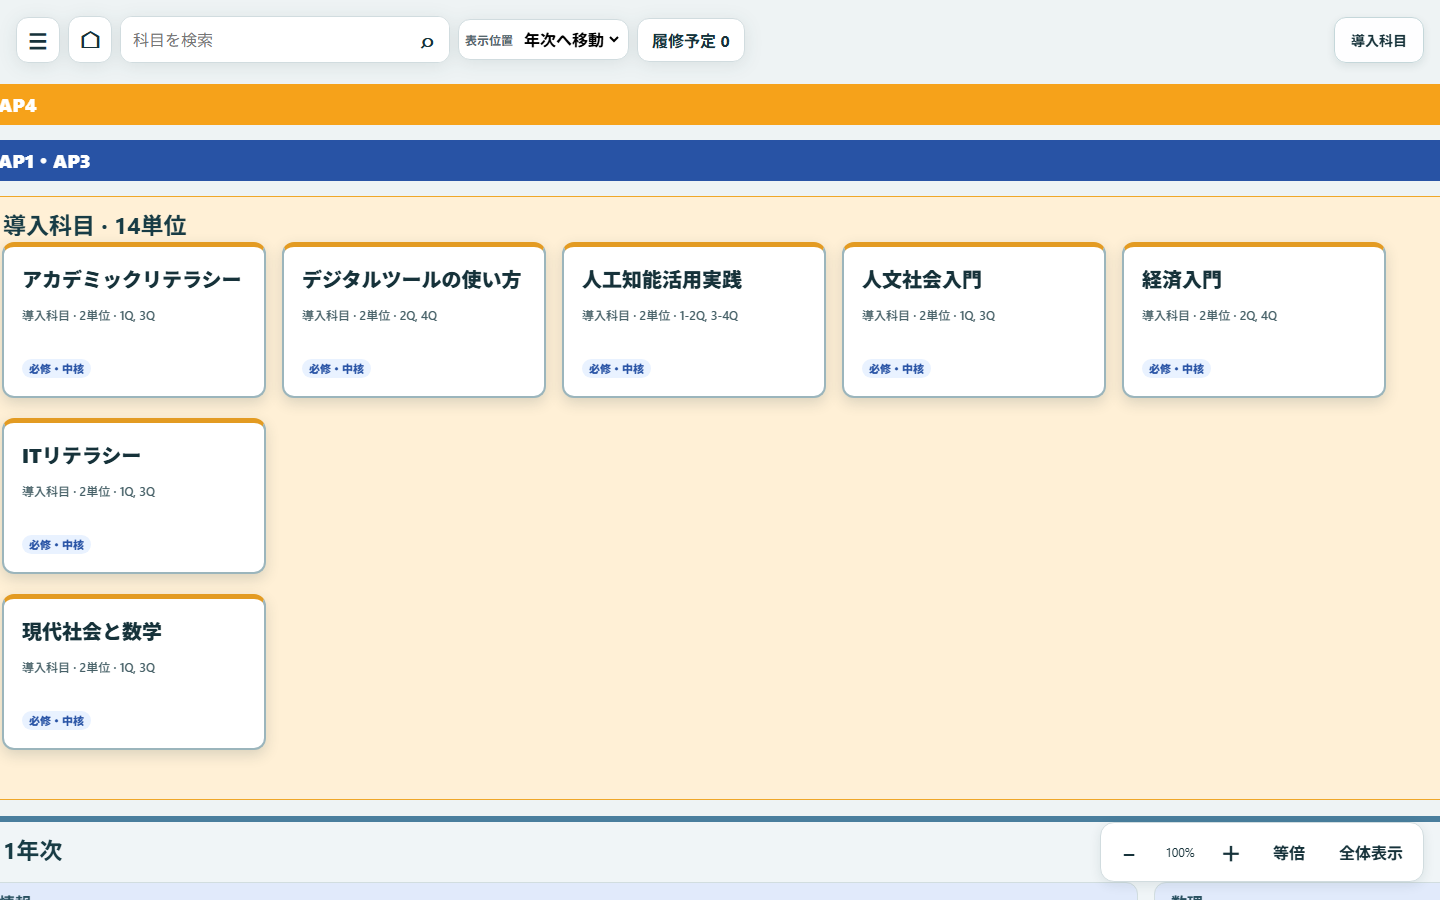 科目を検索
表示位置 年次へ移動
履修予定 0
導入科目
AP4
AP1・AP3
導入科目 · 14単位
アカデミックリテラシー
導入科目 · 2単位 · 1Q, 3Q
必修・中核
デジタルツールの使い方
導入科目 · 2単位 · 2Q, 4Q
必修・中核
人工知能活用実践
導入科目 · 2単位 · 1-2Q, 3-4Q
必修・中核
人文社会入門
導入科目 · 2単位 · 1Q, 3Q
必修・中核
経済入門
導入科目 · 2単位 · 2Q, 4Q
必修・中核
ITリテラシー
導入科目 · 2単位 · 1Q, 3Q
必修・中核
現代社会と数学
導入科目 · 2単位 · 1Q, 3Q
必修・中核
1年次
− 100% + 等倍 全体表示